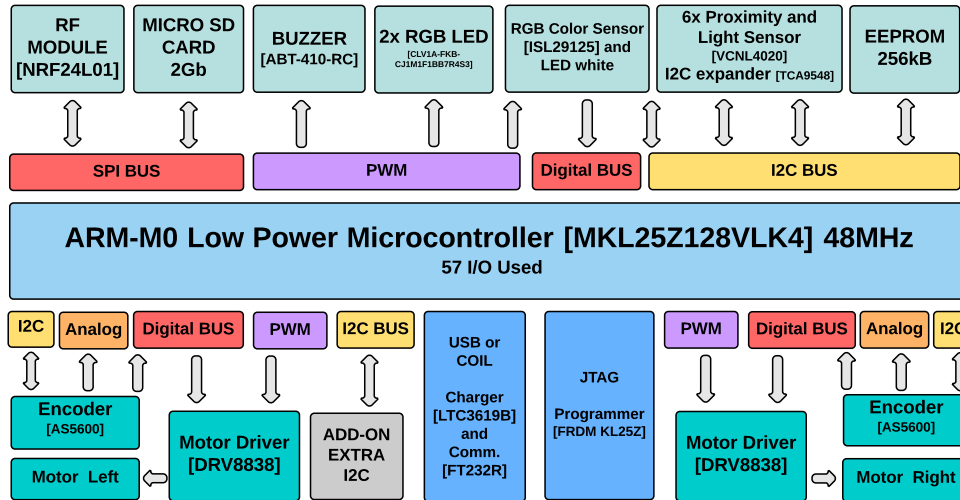 RF
MODULE
[NRF24L01]
MICRO SD
CARD
2Gb
BUZZER
[ABT-410-RC]
2x RGB LED
[CLV1A-FKB-
CJ1M1F1BB7R4S3]
RGB Color Sensor
[ISL29125] and
LED white
6x Proximity and
Light Sensor
[VCNL4020]
I2C expander [TCA9548]
EEPROM
256kB
SPI BUS
PWM
Digital BUS
I2C BUS
ARM-M0 Low Power Microcontroller [MKL25Z128VLK4] 48MHz
57 I/O Used
I2C
Analog
Digital BUS
PWM
I2C BUS
USB or
COIL
Charger
[LTC3619B]
and
Comm.
[FT232R]
JTAG
Programmer
[FRDM KL25Z]
PWM
Digital BUS
Analog
I2C
Encoder
[AS5600]
Motor Left
Motor Driver
[DRV8838]
ADD-ON
EXTRA
I2C
Motor Driver
[DRV8838]
Encoder
[AS5600]
Motor Right